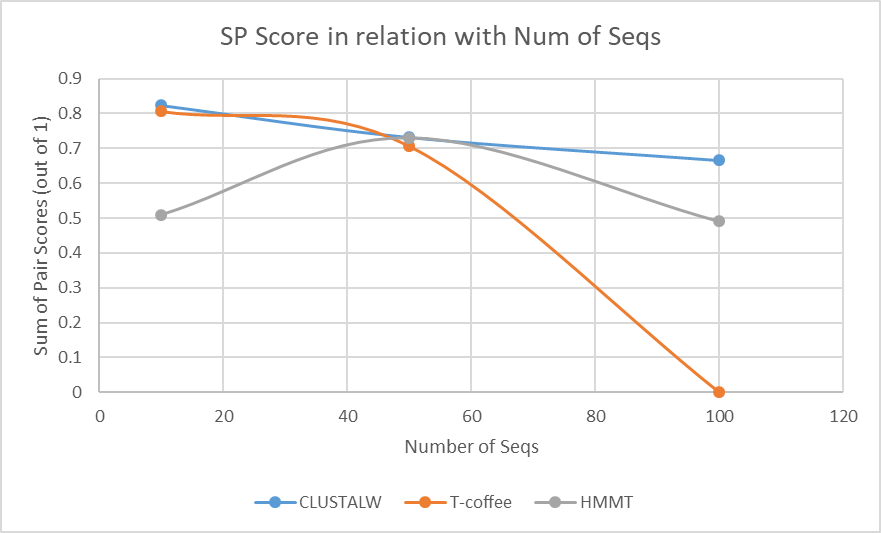 SP Score in relation with Num of Seqs
Sum of Pair Scores (out of 1)
0.9
0.8
0.7
0.6
0.5
0.4
0.3
0.2
0.1
0
0 20 40 60 80 100 120
Number of Seqs
CLUSTALW T-coffee HMMT